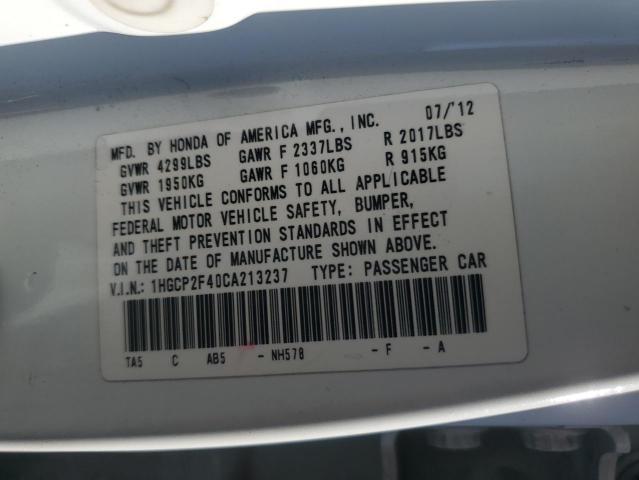 MFD. BY HONDA OF AMERICA MFG., INC. 07/'12
GVWR 4299LBS GAWR F 2337LBS R 2017LBS
GVWR 1950KG GAWR F 1060KG R 915KG
THIS VEHICLE CONFORMS TO ALL APPLICABLE
FEDERAL MOTOR VEHICLE SAFETY, BUMPER,
AND THEFT PREVENTION STANDARDS IN EFFECT
ON THE DATE OF MANUFACTURE SHOWN ABOVE.
V.I.N.: 1HGCP2F40CA213237 TYPE: PASSENGER CAR
TA5 C AB5 - NH578 - F - A